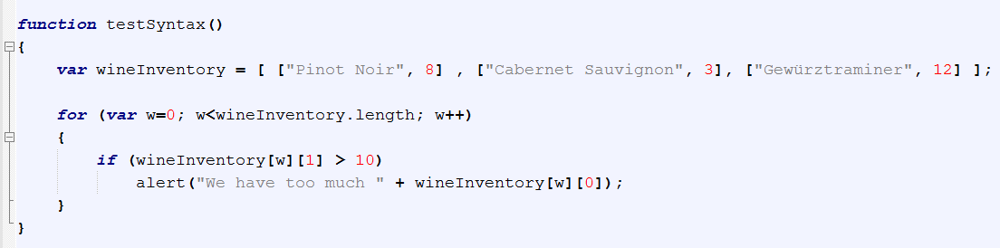 function testSyntax()
{
    var wineInventory = [ ["Pinot Noir", 8] , ["Cabernet Sauvignon", 3], ["Gewürztraminer", 12] ];
    for (var w=0; w<wineInventory.length; w++)
    {
        if (wineInventory[w][1] > 10)
            alert("We have too much " + wineInventory[w][0]);
    }
}